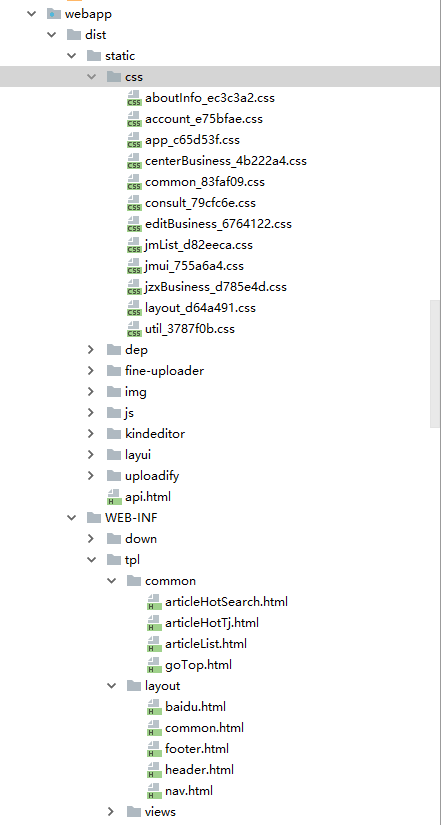 webapp
dist
static
css
aboutInfo_ec3c3a2.css
account_e75bfae.css
app_c65d53f.css
centerBusiness_4b222a4.css
common_83faf09.css
consult_79cfc6e.css
editBusiness_6764122.css
jmList_d82eeca.css
jmui_755a6a4.css
jzxBusiness_d785e4d.css
layout_d64a491.css
util_3787f0b.css
dep
fine-uploader
img
js
kindeditor
layui
uploadify
api.html
WEB-INF
down
tpl
common
articleHotSearch.html
articleHotTj.html
articleList.html
goTop.html
layout
baidu.html
common.html
footer.html
header.html
nav.html
views